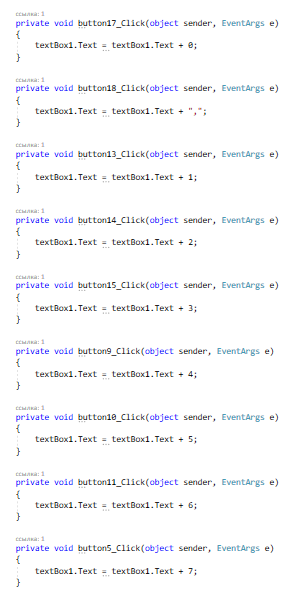 ссылка: 1
private void button17_Click(object sender, EventArgs e)
{
textBox1.Text = textBox1.Text + 0;
}
ссылка: 1
private void button18_Click(object sender, EventArgs e)
{
textBox1.Text = textBox1.Text + ",";
}
ссылка: 1
private void button13_Click(object sender, EventArgs e)
{
textBox1.Text = textBox1.Text + 1;
}
ссылка: 1
private void button14_Click(object sender, EventArgs e)
{
textBox1.Text = textBox1.Text + 2;
}
ссылка: 1
private void button15_Click(object sender, EventArgs e)
{
textBox1.Text = textBox1.Text + 3;
}
ссылка: 1
private void button9_Click(object sender, EventArgs e)
{
textBox1.Text = textBox1.Text + 4;
}
ссылка: 1
private void button10_Click(object sender, EventArgs e)
{
textBox1.Text = textBox1.Text + 5;
}
ссылка: 1
private void button11_Click(object sender, EventArgs e)
{
textBox1.Text = textBox1.Text + 6;
}
ссылка: 1
private void button5_Click(object sender, EventArgs e)
{
textBox1.Text = textBox1.Text + 7;
}